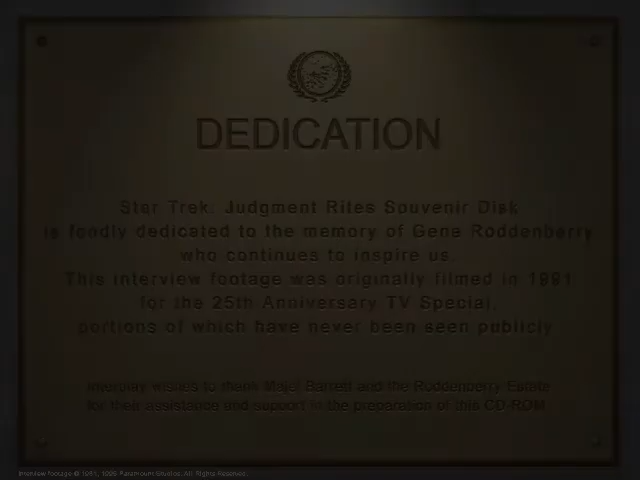 DEDICATION
Star Trek: Judgment Rites Souvenir Disk
is fondly dedicated to the memory of Gene Roddenberry
who continues to inspire us.
This interview footage was originally filmed in 1991
for the 25th Anniversary TV Special,
portions of which have never been seen publicly
Interplay wishes to thank Majel Barrett and the Roddenberry Estate
for their assistance and support in the preparation of this CD-ROM
Interview footage © 1991, 1995 Paramount Studios. All Rights Reserved.